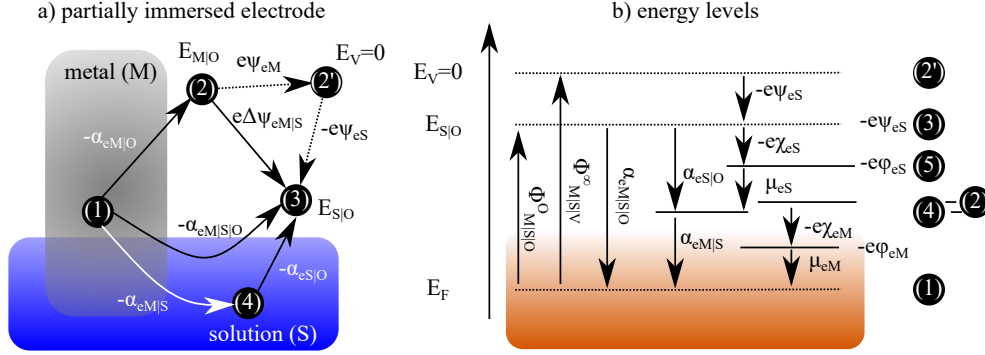 a) partially immersed electrode
b) energy levels
metal (M)
E_M|O
E_V=0
eψ_eM
(2)
(2')
-α_eM|O
eΔψ_eM|S
-eψ_eS
(1)
(3)
E_S|O
-α_eM|S|O
-α_eM|S
-α_eS|O
(4)
solution (S)
E_V=0
E_S|O
E_F
Φ^O_M|S|O
Φ^∞_M|S|V
α_eM|S|O
α_eS|O
α_eM|S
-eψ_eS
-eχ_eS
μ_eS
-eχ_eM
μ_eM
-eψ_eS
-eφ_eS
-eφ_eM
(2')
(3)
(5)
(4)
(2)
(1)